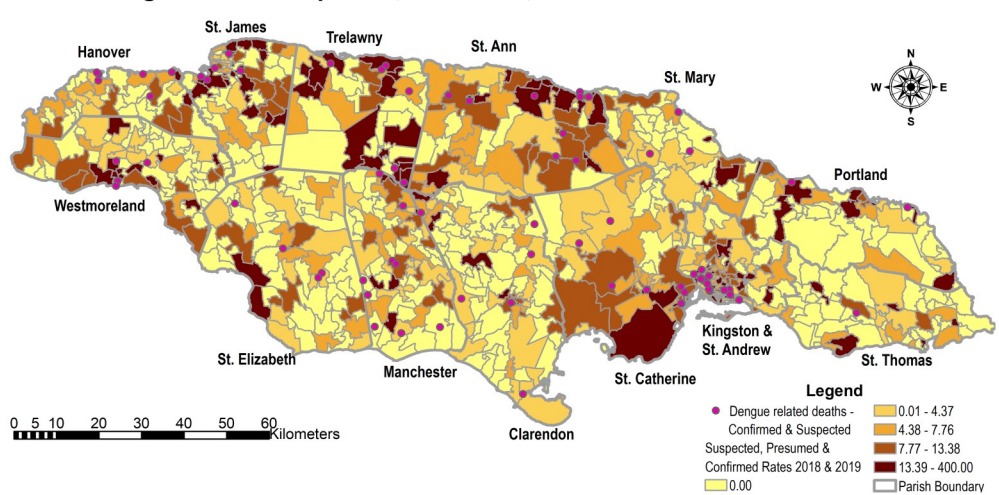 St. James
Hanover
Trelawny
St. Ann
St. Mary
N
W E
S
Portland
Westmoreland
Kingston &
St. Andrew
St. Thomas
St. Elizabeth
Manchester
St. Catherine
Clarendon
0 5 10 20 30 40 50 60
Kilometers
Legend
Dengue related deaths -
Confirmed & Suspected
Suspected, Presumed &
Confirmed Rates 2018 & 2019
0.00
0.01 - 4.37
4.38 - 7.76
7.77 - 13.38
13.39 - 400.00
Parish Boundary